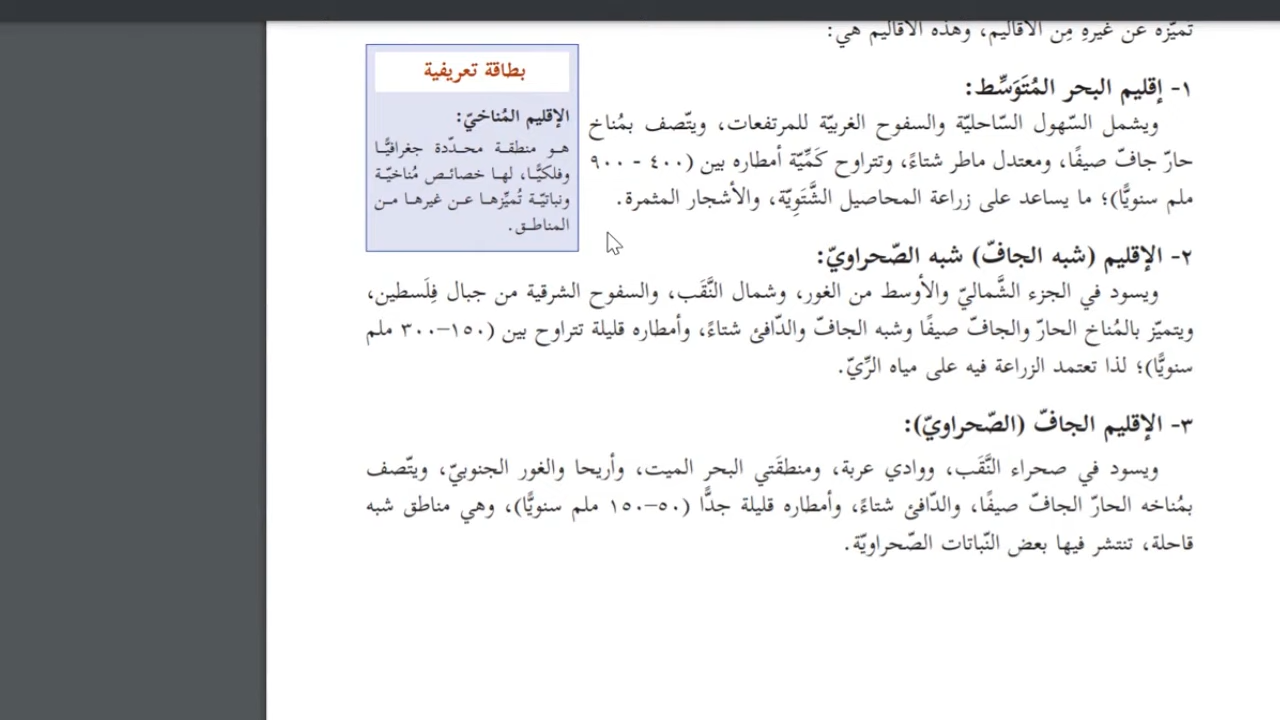 تميّزه عن غيرهِ مِن الأقاليم، وهذه الأقاليم هي:
١- إقليم البحر المُتَوَسِّط:
ويشمل السّهول السّاحليّة والسفوح الغربيّة للمرتفعات، ويتّصف بمُناخ
حارّ جافّ صيفًا، ومعتدل ماطر شتاءً، وتتراوح كَمِّيّة أمطاره بين (٤٠٠ - ٩٠٠
ملم سنويًّا)؛ ما يساعد على زراعة المحاصيل الشَّتَوِيّة، والأشجار المثمرة.
بطاقة تعريفية
الإقليم المُناخيّ:
هو منطقة محدّدة جغرافيًّا
وفلكيًّا، لها خصائص مُناخيّة
ونباتيّة تُميِّزها عن غيرها من
المناطق.
٢- الإقليم (شبه الجافّ) شبه الصّحراويّ:
ويسود في الجزء الشَّماليّ والأوسط من الغور، وشمال النَّقَب، والسفوح الشرقية من جبال فِلَسطين،
ويتميّز بالمُناخ الحارّ والجافّ صيفًا وشبه الجافّ والدّافئ شتاءً، وأمطاره قليلة تتراوح بين (١٥٠–٣٠٠ ملم
سنويًّا)؛ لذا تعتمد الزراعة فيه على مياه الرِّيّ.
٣- الإقليم الجافّ (الصّحراويّ):
ويسود في صحراء النَّقَب، ووادي عربة، ومنطقَتي البحر الميت، وأريحا والغور الجنوبيّ، ويتّصف
بمُناخه الحارّ الجافّ صيفًا، والدّافئ شتاءً، وأمطاره قليلة جدًّا (٥٠–١٥٠ ملم سنويًّا)، وهي مناطق شبه
قاحلة، تنتشر فيها بعض النّباتات الصّحراويّة.